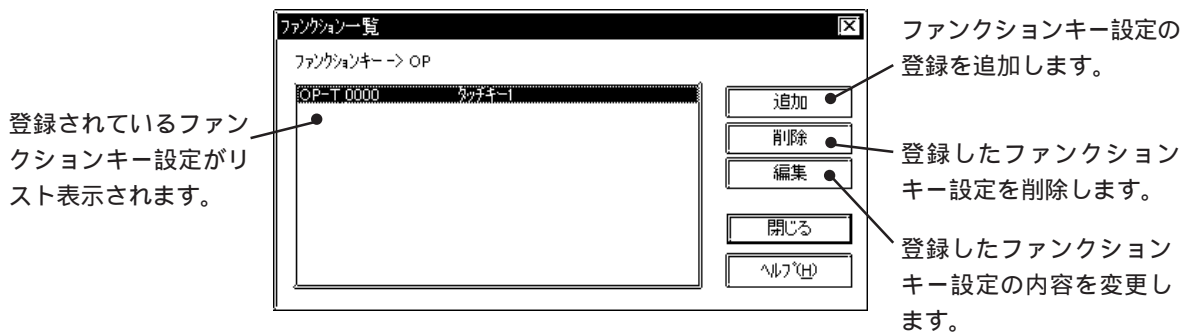 ファンクション一覧
ﾌｧﾝｸｼｮﾝｷｰ -> OP
OP-T 0000 ﾀｯﾁｷｰ1
追加
削除
編集
閉じる
ﾍﾙﾌﾟ(H)
登録されているファン
クションキー設定がリ
スト表示されます。
ファンクションキー設定の
登録を追加します。
登録したファンクション
キー設定を削除します。
登録したファンクション
キー設定の内容を変更し
ます。